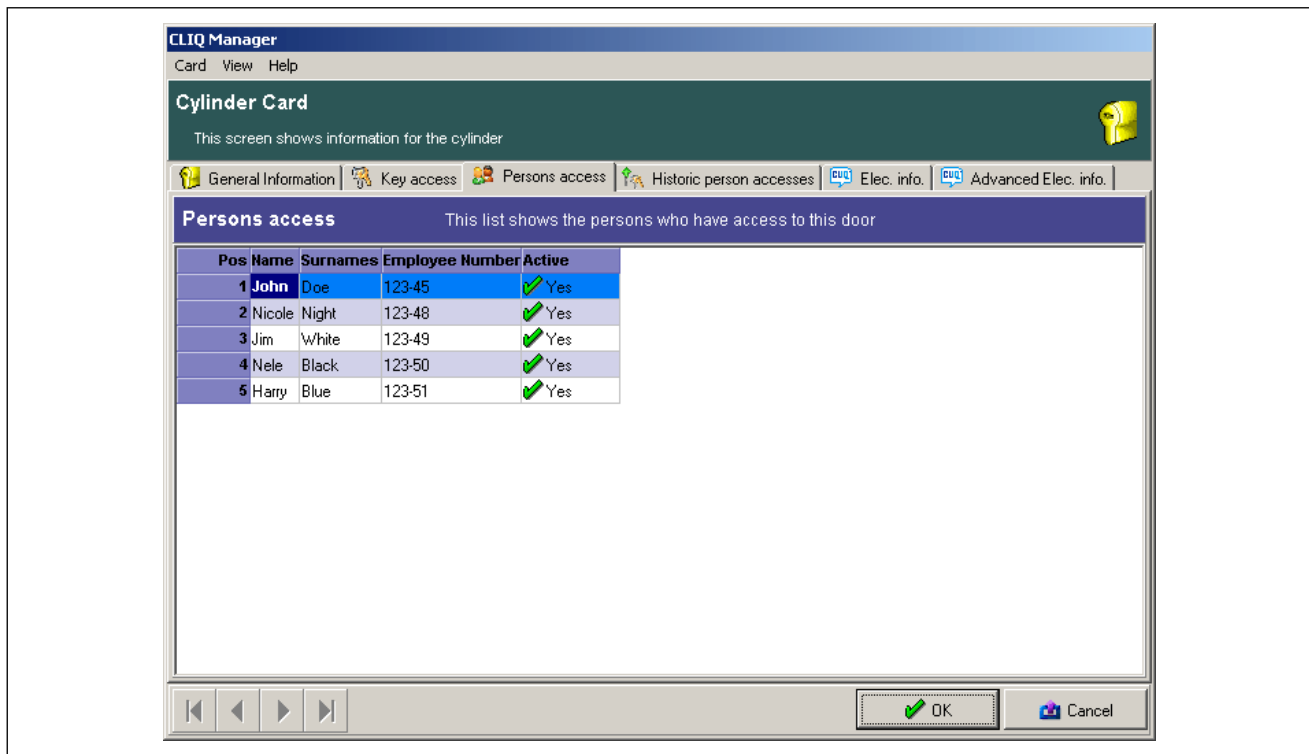 CLIQ Manager
Card View Help
Cylinder Card
This screen shows information for the cylinder
General Information Key access Persons access Historic person accesses CLIQ Elec. info. CLIQ Advanced Elec. info.
Persons access This list shows the persons who have access to this door
Pos Name Surnames Employee Number Active
1 John Doe 123-45 Yes
2 Nicole Night 123-48 Yes
3 Jim White 123-49 Yes
4 Nele Black 123-50 Yes
5 Harry Blue 123-51 Yes
OK Cancel